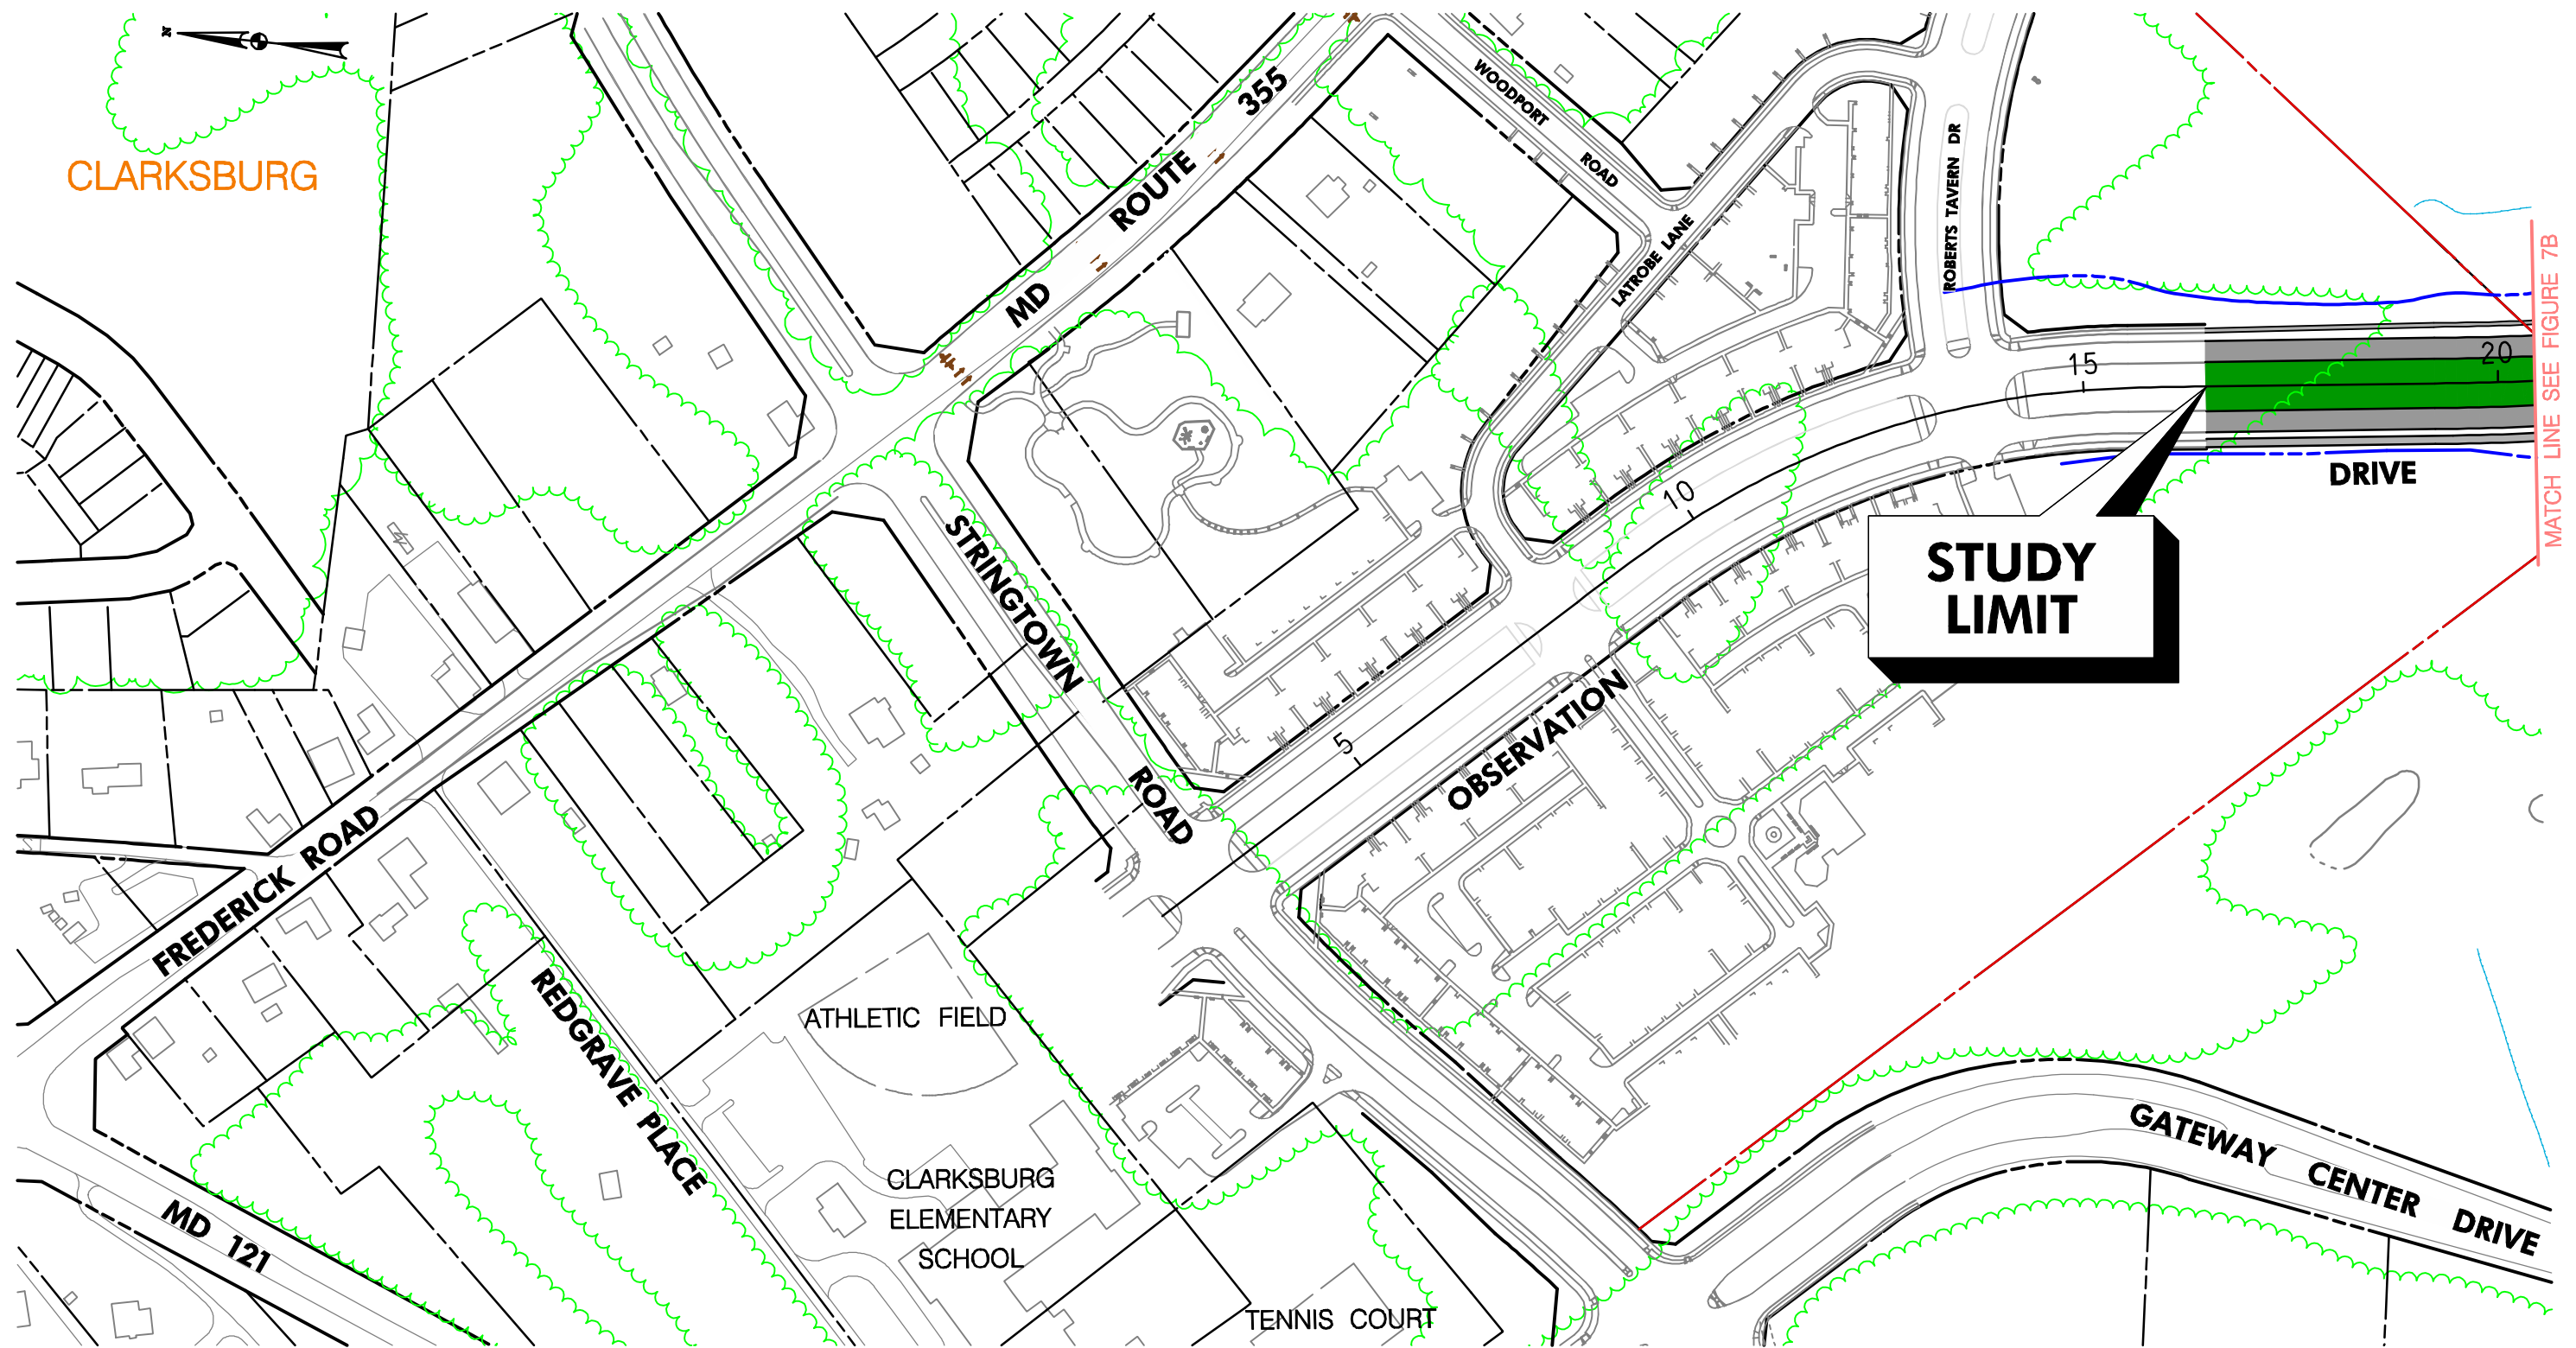 N
CLARKSBURG
MD ROUTE 355
WOODPORT ROAD
LATROBE LANE
ROBERTS TAVERN DR
MATCH LINE SEE FIGURE 7B
15
20
DRIVE
10
STUDY
LIMIT
STRINGTOWN ROAD
5
OBSERVATION
FREDERICK ROAD
REDGRAVE PLACE
ATHLETIC FIELD
MD 121
CLARKSBURG
ELEMENTARY
SCHOOL
GATEWAY CENTER DRIVE
TENNIS COURT